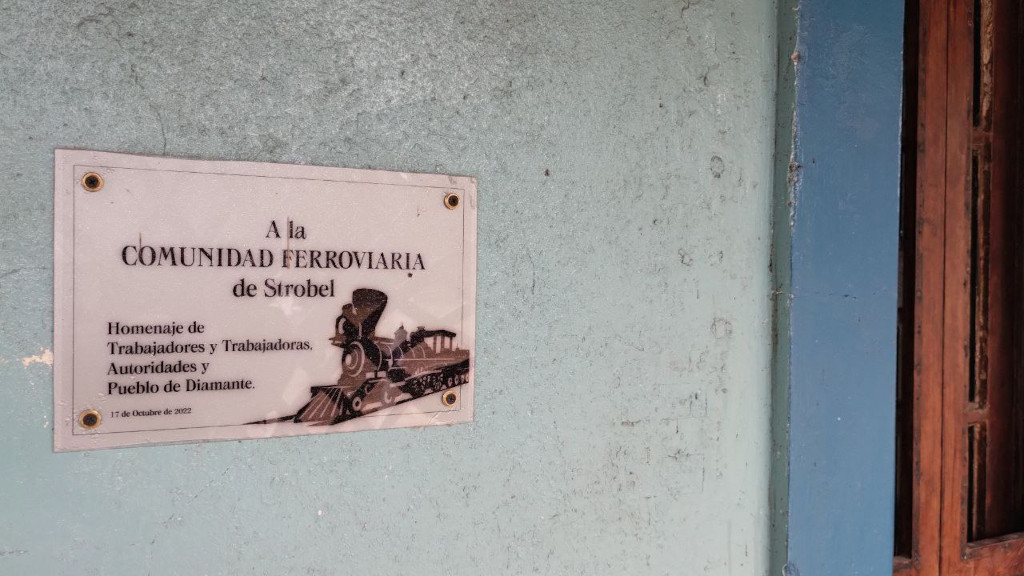 A la
COMUNIDAD FERROVIARIA
de Strobel
Homenaje de
Trabajadores y Trabajadoras,
Autoridades y
Pueblo de Diamante.
17 de Octubre de 2022